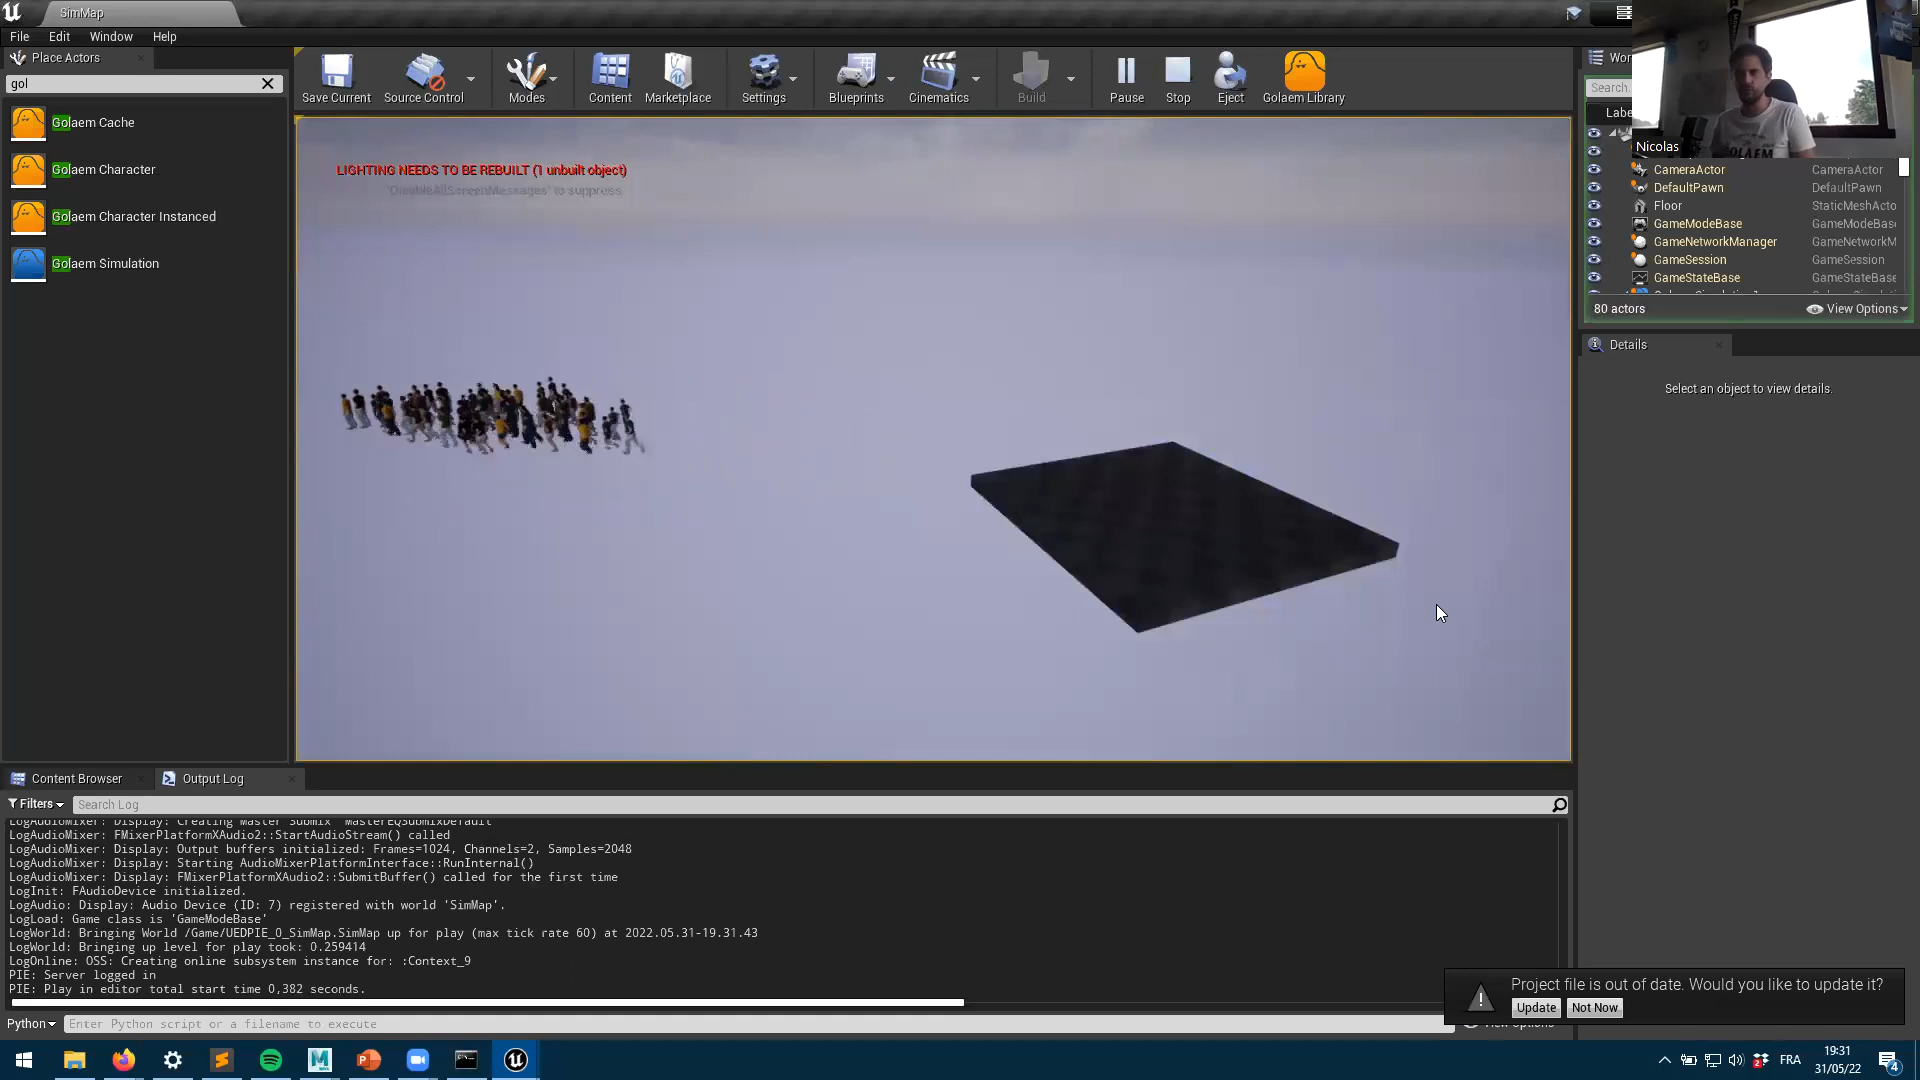 SimMap
File Edit Window Help
Place Actors
gol
Golaem Cache
Golaem Character
Golaem Character Instanced
Golaem Simulation
Save Current Source Control Modes Content Marketplace Settings Blueprints Cinematics Build Pause Stop Eject Golaem Library
LIGHTING NEEDS TO BE REBUILT (1 unbuilt object)
'DisableAllScreenMessages' to suppress
Nicolas
Search
CameraActor CameraActor
DefaultPawn DefaultPawn
Floor StaticMeshActo
GameModeBase GameModeBase
GameNetworkManager GameNetworkM
GameSession GameSession
GameStateBase GameStateBase
80 actors View Options
Details
Select an object to view details.
Content Browser Output Log
Filters Search Log
LogAudioMixer: Display: Creating Master Submix 'MasterEQSubmixDefault'
LogAudioMixer: FMixerPlatformXAudio2::StartAudioStream() called
LogAudioMixer: Display: Output buffers initialized: Frames=1024, Channels=2, Samples=2048
LogAudioMixer: Display: Starting AudioMixerPlatformInterface::RunInternal()
LogAudioMixer: Display: FMixerPlatformXAudio2::SubmitBuffer() called for the first time
LogInit: FAudioDevice initialized.
LogAudio: Display: Audio Device (ID: 7) registered with world 'SimMap'.
LogLoad: Game class is 'GameModeBase'
LogWorld: Bringing World /Game/UEDPIE_0_SimMap.SimMap up for play (max tick rate 60) at 2022.05.31-19.31.43
LogWorld: Bringing up level for play took: 0.259414
LogOnline: OSS: Creating online subsystem instance for: :Context_9
PIE: Server logged in
PIE: Play in editor total start time 0,382 seconds.
Python Enter Python script or a filename to execute
Project file is out of date. Would you like to update it?
Update Not Now
FRA
19:31
31/05/22
4